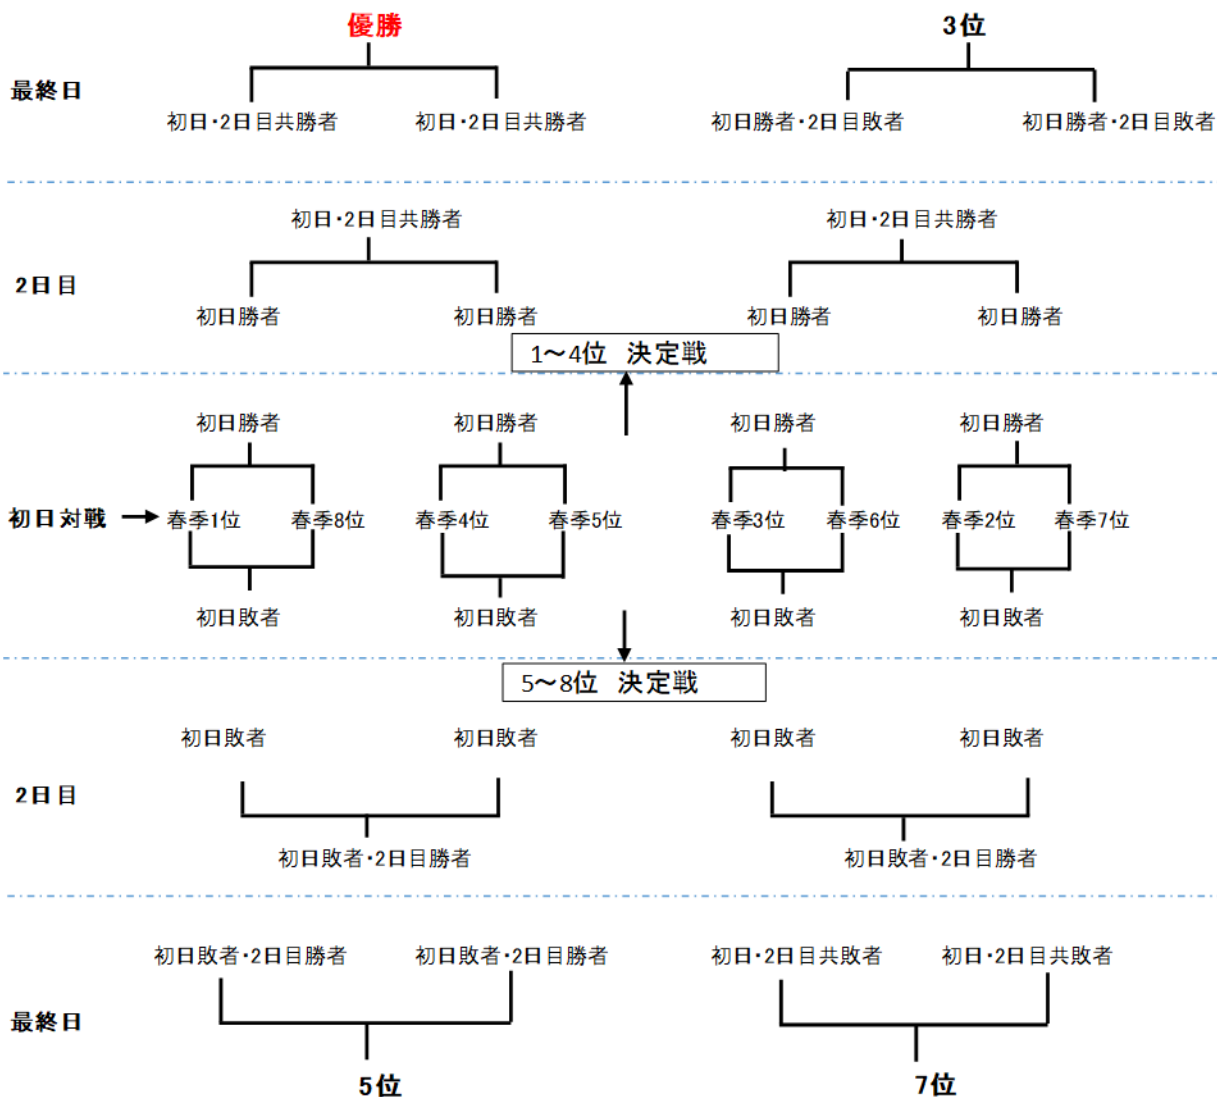 優勝 3位
最終日
初日・2日目共勝者 初日・2日目共勝者 初日勝者・2日目敗者 初日勝者・2日目敗者
初日・2日目共勝者 初日・2日目共勝者
2日目
初日勝者 初日勝者 初日勝者 初日勝者
1～4位 決定戦
初日勝者 初日勝者 初日勝者 初日勝者
初日対戦 春季1位 春季8位 春季4位 春季5位 春季3位 春季6位 春季2位 春季7位
初日敗者 初日敗者 初日敗者 初日敗者
5～8位 決定戦
初日敗者 初日敗者 初日敗者 初日敗者
2日目
初日敗者・2日目勝者 初日敗者・2日目勝者
初日敗者・2日目勝者 初日敗者・2日目勝者 初日・2日目共敗者 初日・2日目共敗者
最終日
5位 7位